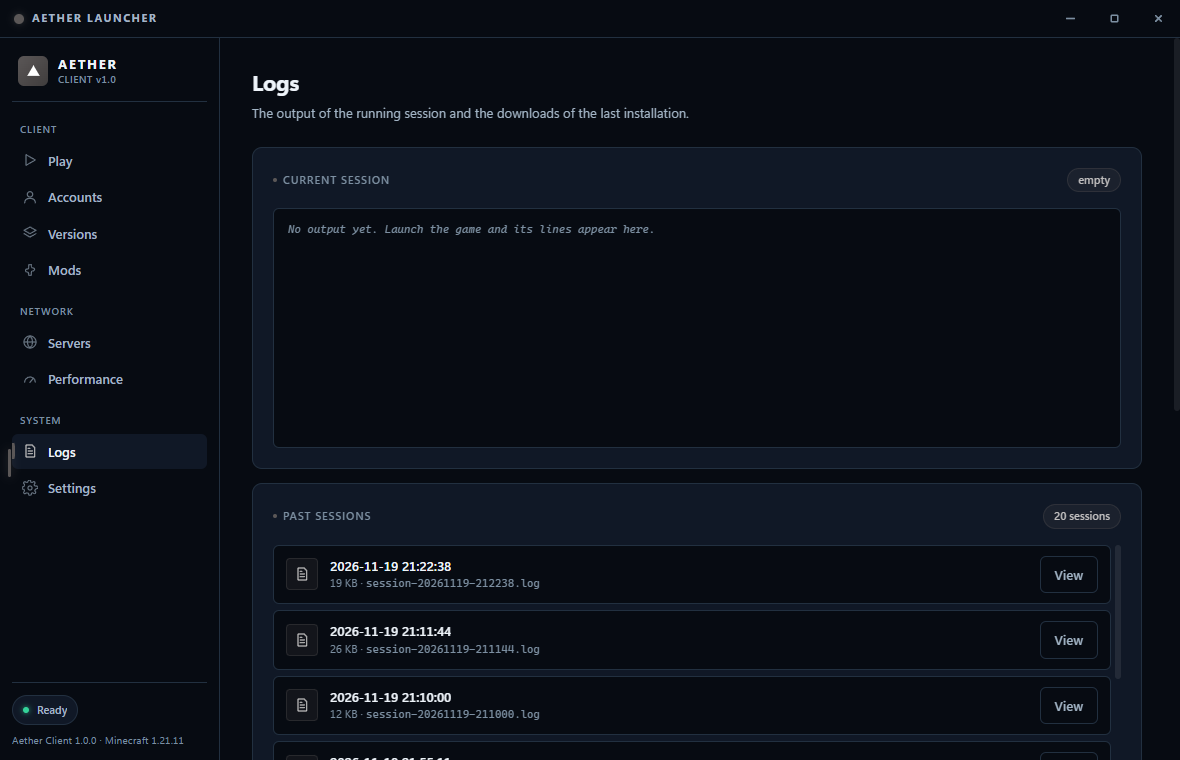 AETHER LAUNCHER
AETHER
CLIENT v1.0
CLIENT
Play
Accounts
Versions
Mods
NETWORK
Servers
Performance
SYSTEM
Logs
Settings
Ready
Aether Client 1.0.0 · Minecraft 1.21.11
Logs
The output of the running session and the downloads of the last installation.
CURRENT SESSION
empty
No output yet. Launch the game and its lines appear here.
PAST SESSIONS
20 sessions
2026-11-19 21:22:38
19 KB · session-20261119-212238.log
View
2026-11-19 21:11:44
26 KB · session-20261119-211144.log
View
2026-11-19 21:10:00
12 KB · session-20261119-211000.log
View